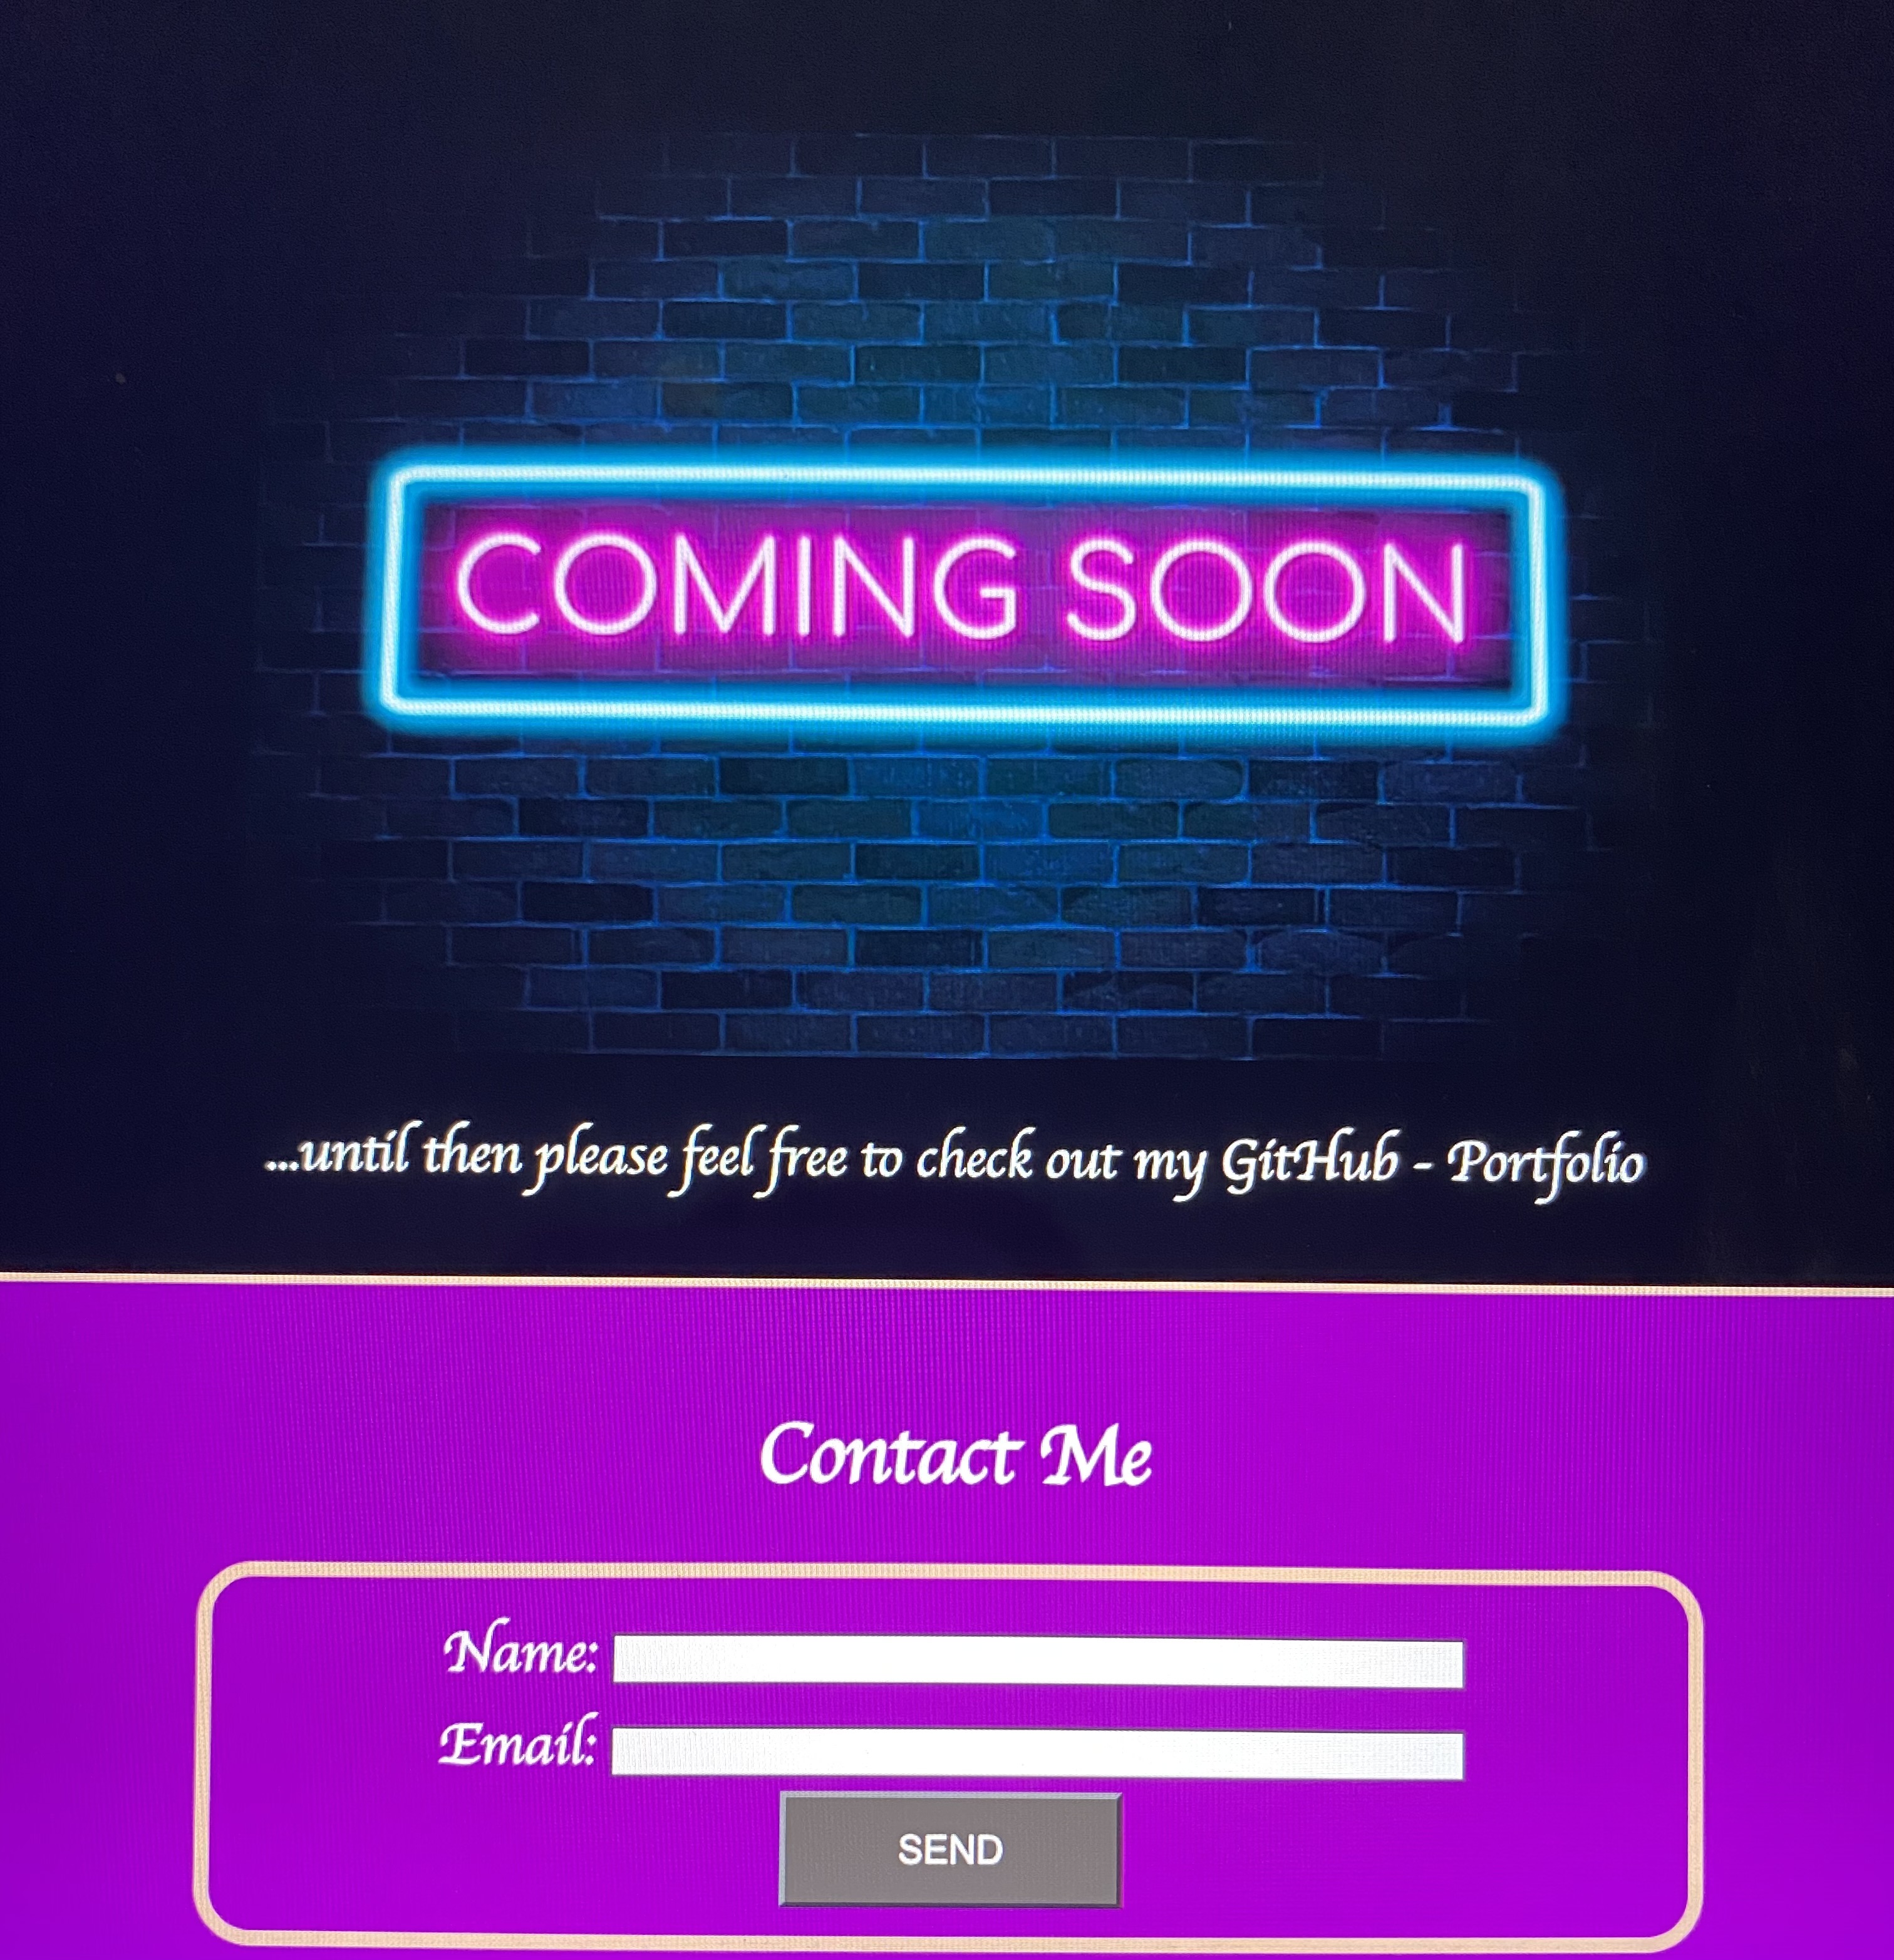 COMING SOON
...until then please feel free to check out my GitHub - Portfolio
Contact Me
Name:
Email:
SEND